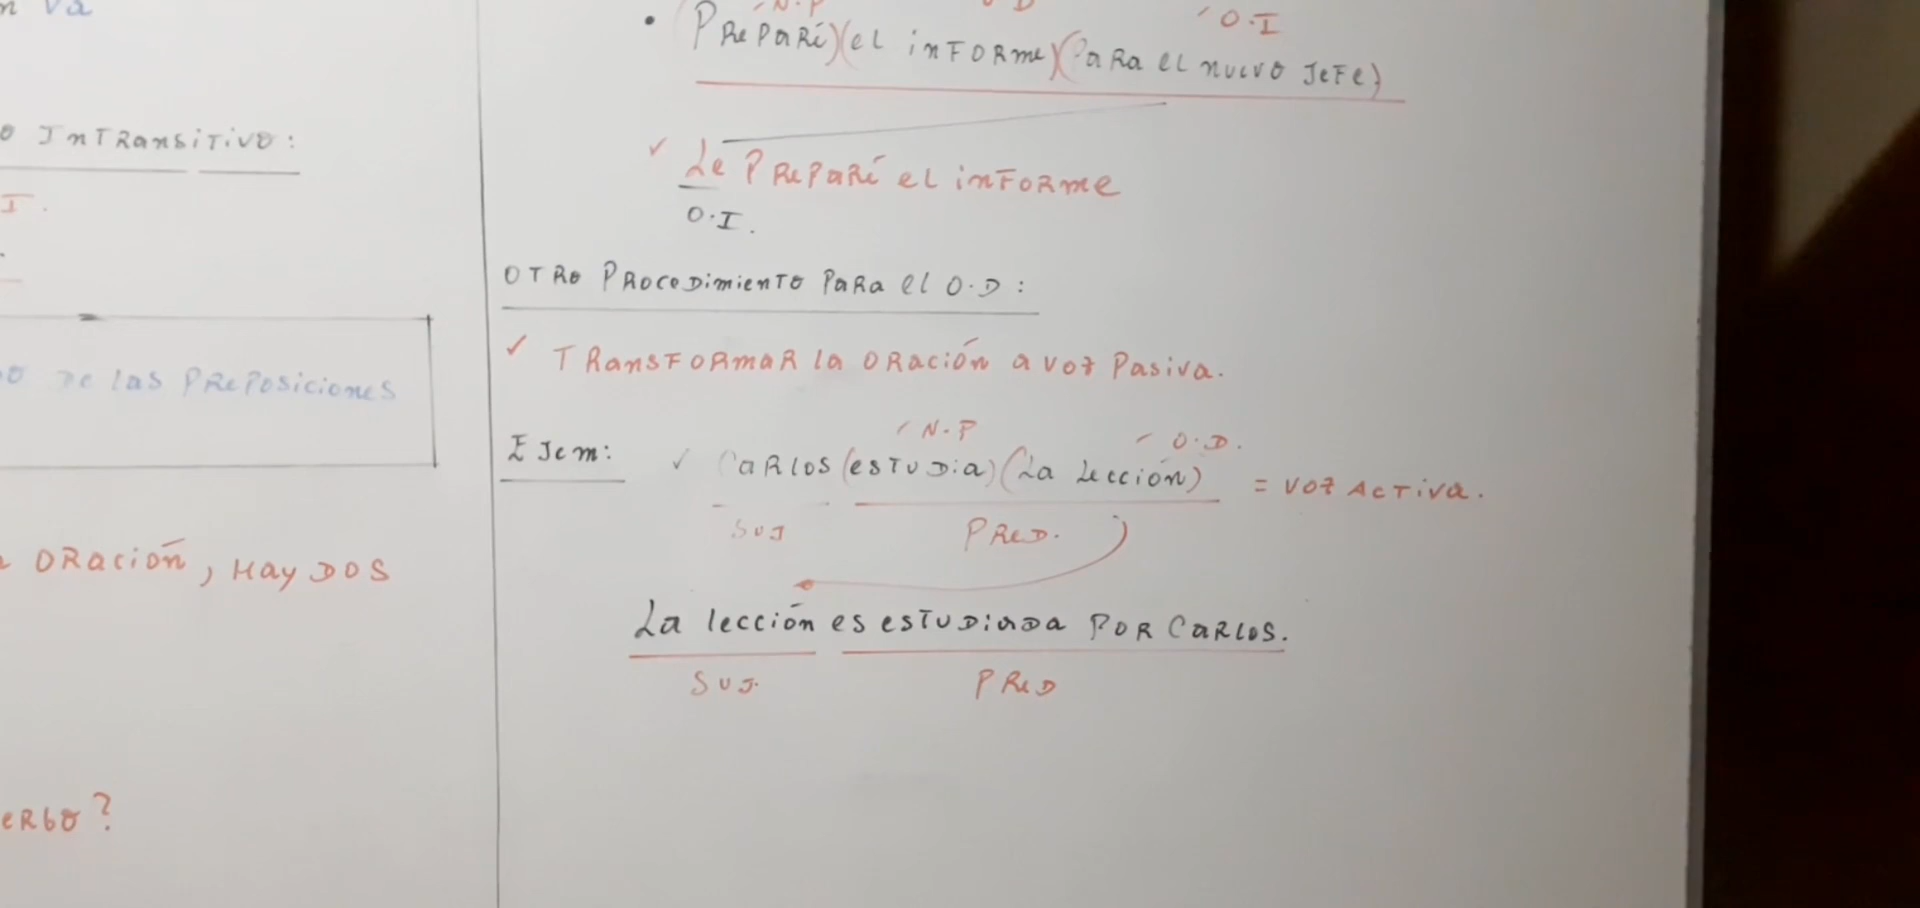 n va
O INTRANSITIVO:
I.
O DE LAS PREPOSICIONES
ORACIÓN, HAY DOS
ERBO?
N.P O.D O.I
• PREPARÉ)(EL INFORME)(PARA EL NUEVO JEFE)
✓ LE PREPARÉ EL INFORME
O.I.
OTRO PROCEDIMIENTO PARA EL O.D:
✓ TRANSFORMAR LA ORACIÓN A VOZ PASIVA.
N.P O.D.
EJEM: ✓ CARLOS (ESTUDIA)(LA LECCIÓN) = VOZ ACTIVA.
SUJ PRED.
LA LECCIÓN ES ESTUDIADA POR CARLOS.
SUJ. PRED